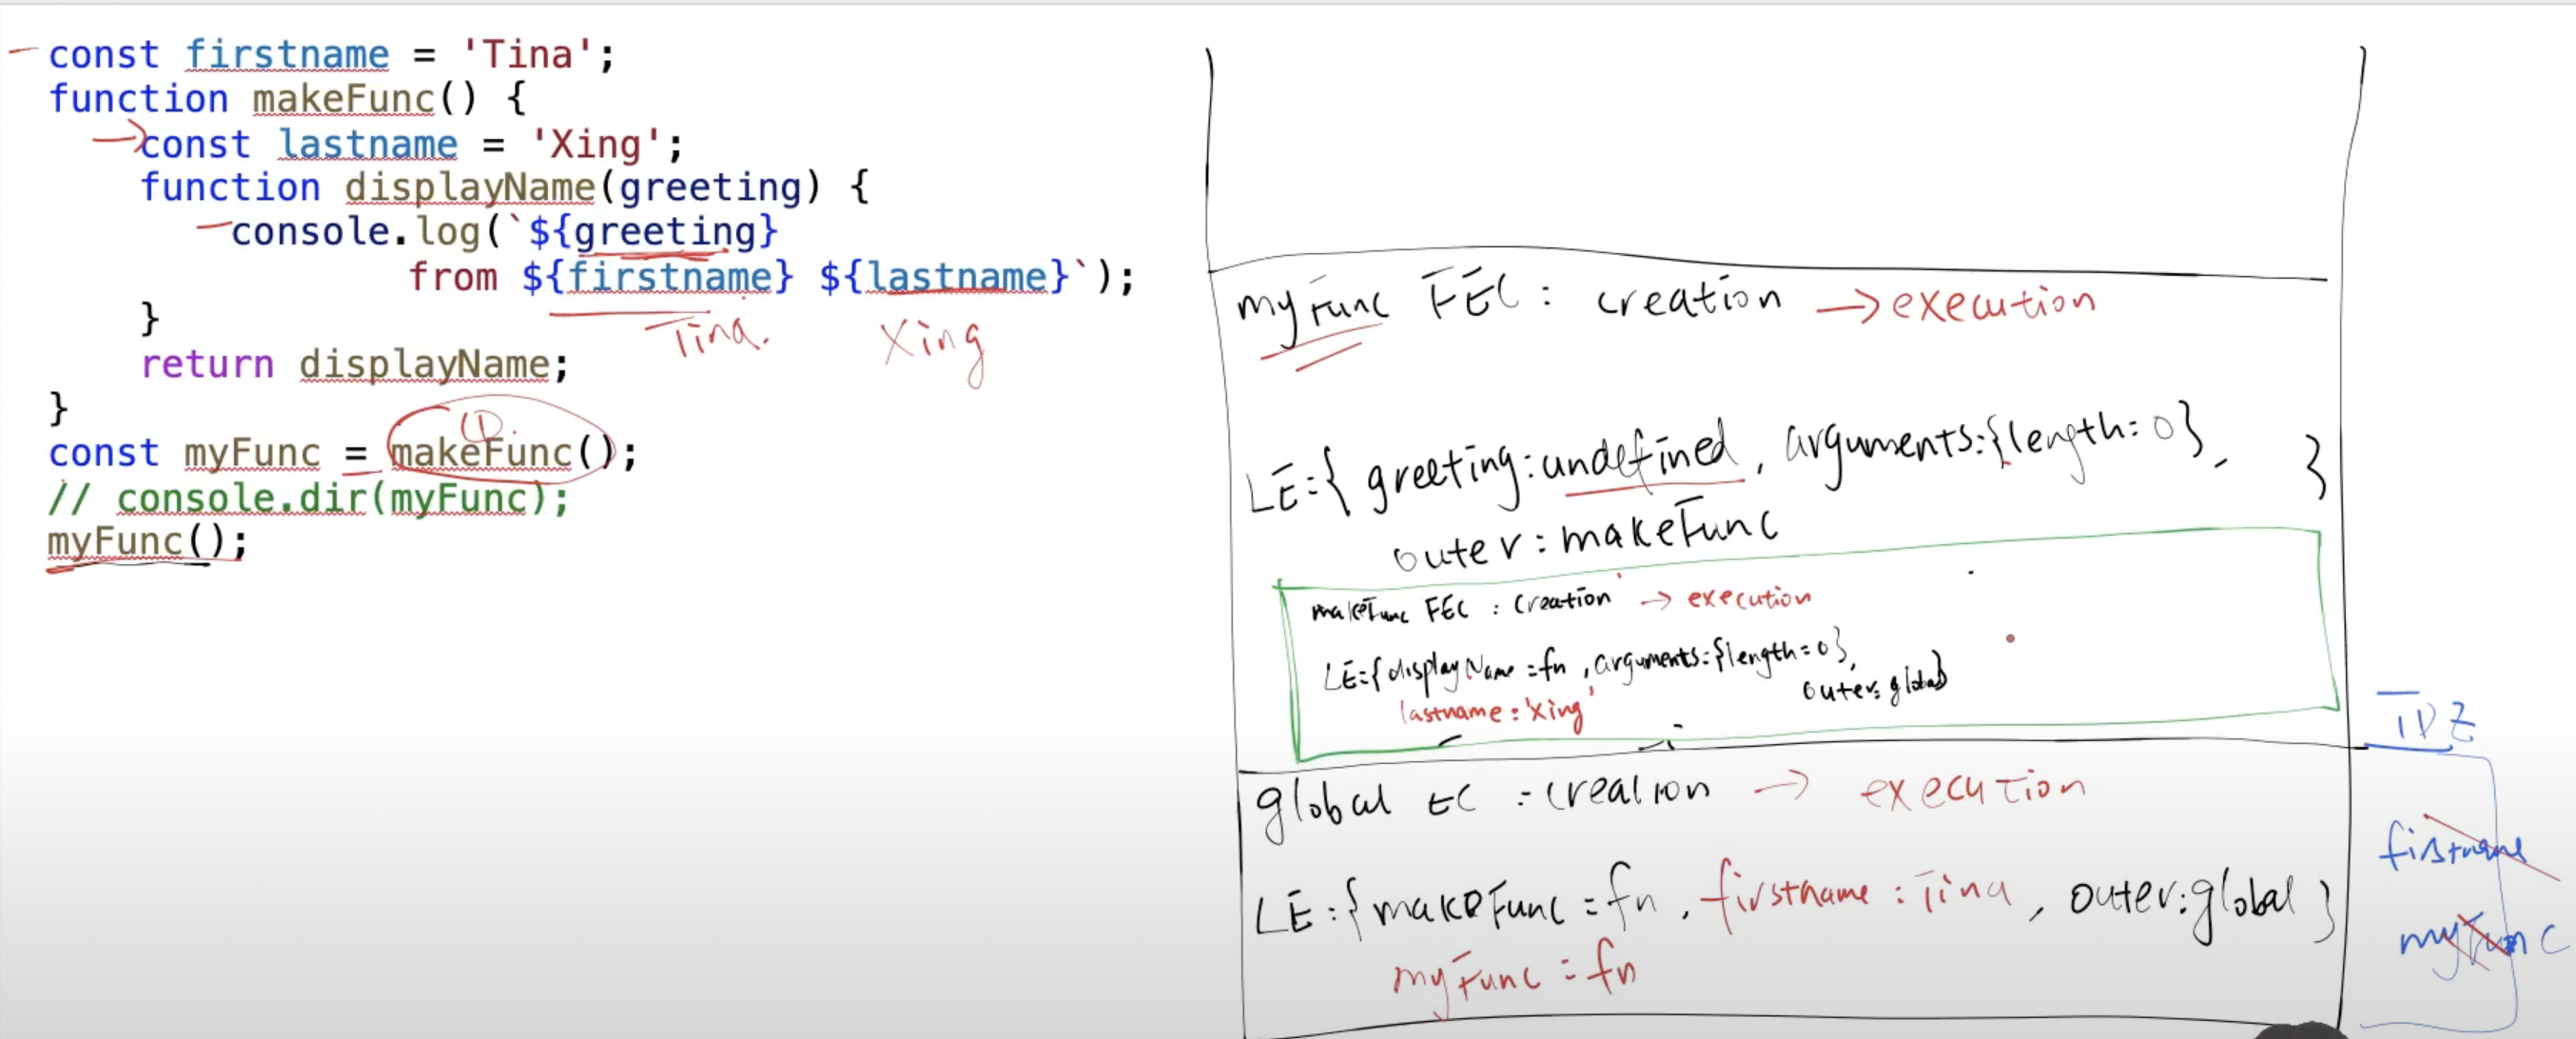 const firstname = 'Tina';
function makeFunc() {
const lastname = 'Xing';
function displayName(greeting) {
console.log(`${greeting}
from ${firstname} ${lastname}`);
}
Tina.
Xing
return displayName;
}
①
const myFunc = makeFunc();
// console.dir(myFunc);
myFunc();
myFunc FEC : creation → execution
LE={ greeting:undefined, arguments:{length:0}, }
outer : makeFunc
makeFunc FEC : Creation → execution
LE={displayName=fn, arguments:{length=0},
outer: global}
lastname : 'Xing'
TDZ
global EC : creation → execution
firstname
LE:{ makeFunc = fn, firstname : Tina, outer:global }
myFunc
myFunc = fn